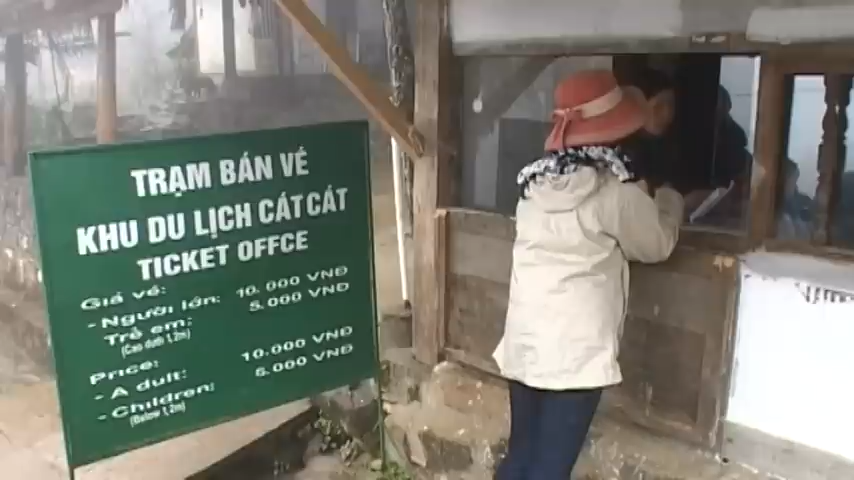 TRẠM BÁN VÉ
KHU DU LỊCH CÁT CÁT
TICKET OFFCE
Giá vé:
- Người lớn: 10.000 VNĐ
Trẻ em: 5.000 VNĐ
(Cao dưới 1,2m)
Price:
- A dult: 10.000 VNĐ
- Children: 5.000 VNĐ
(Below 1,2m)